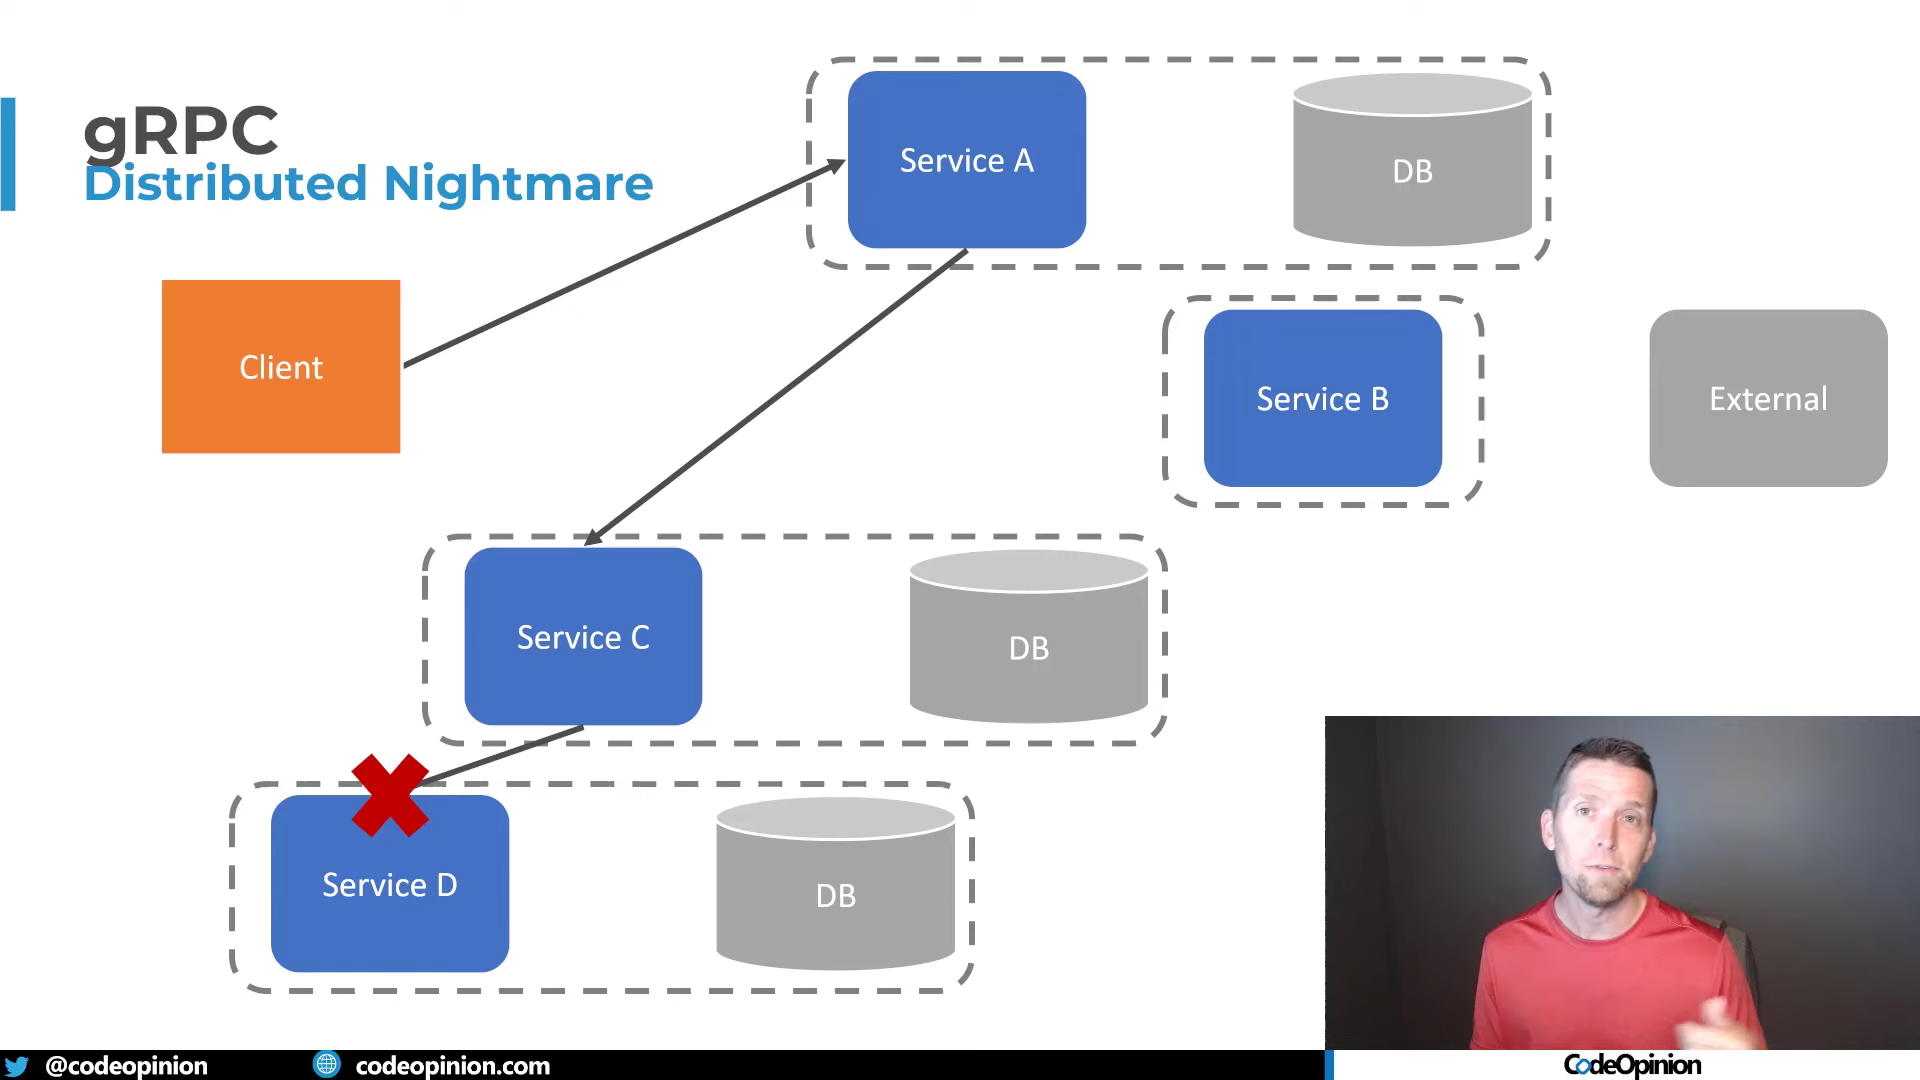 gRPC
Distributed Nightmare
Service A
DB
Client
Service B
External
Service C
DB
Service D
DB
@codeopinion
codeopinion.com
CodeOpinion